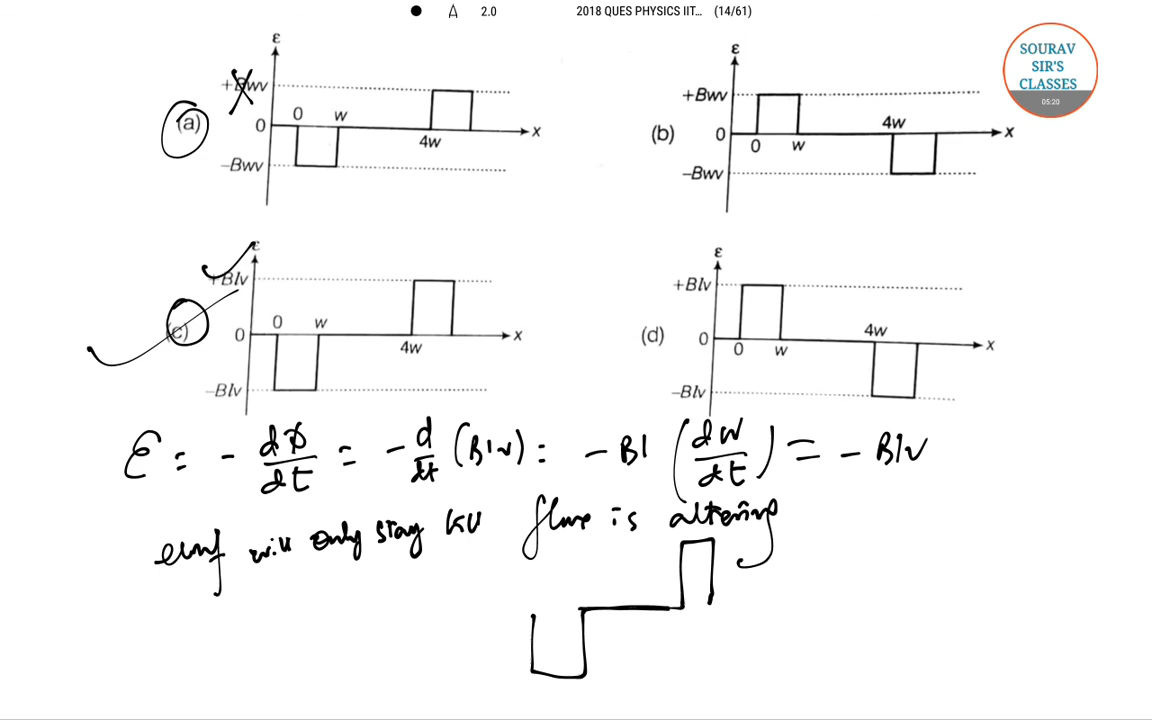 2.0 2018 QUES PHYSICS IIT... (14/61)
SOURAV
SIR'S
CLASSES
05:20
(a)
ε
+Bwv
0 w
0
4w
x
−Bwv
(b)
ε
+Bwv
4w
0
0 w
x
−Bwv
(c)
ε
+Blv
0 w
0
4w
x
−Blv
(d)
ε
+Blv
4w
0
0 w
x
−Blv
ℰ = - dφ/dt = - d/dt (Blw) = - Bl (dw/dt) = - Blv
emf will only stay flux is altering